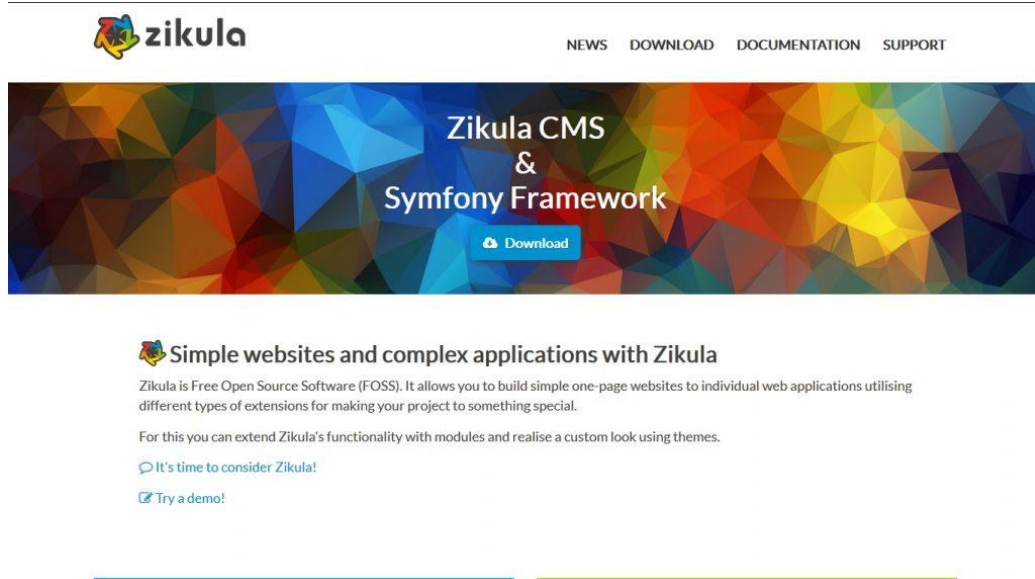 zikula
NEWS DOWNLOAD DOCUMENTATION SUPPORT
Zikula CMS
&
Symfony Framework
Download
Simple websites and complex applications with Zikula
Zikula is Free Open Source Software (FOSS). It allows you to build simple one-page websites to individual web applications utilising
different types of extensions for making your project to something special.
For this you can extend Zikula's functionality with modules and realise a custom look using themes.
It's time to consider Zikula!
Try a demo!